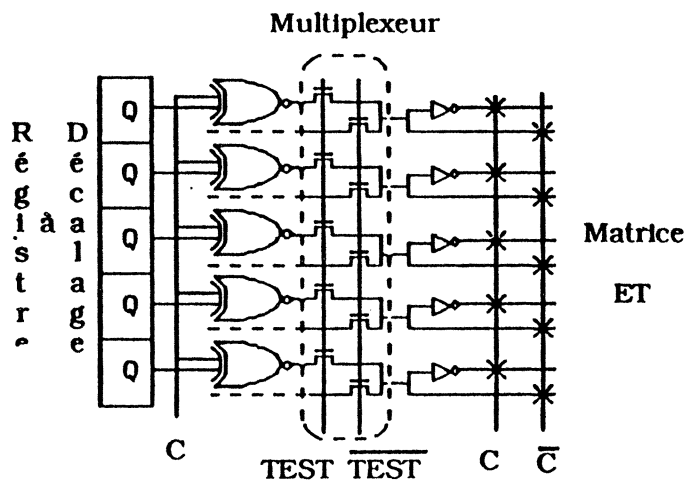 Multiplexeur
Régistre
à
Décalage
Q
Q
Q
Q
Q
Matrice
ET
C
TEST
TEST
C
C